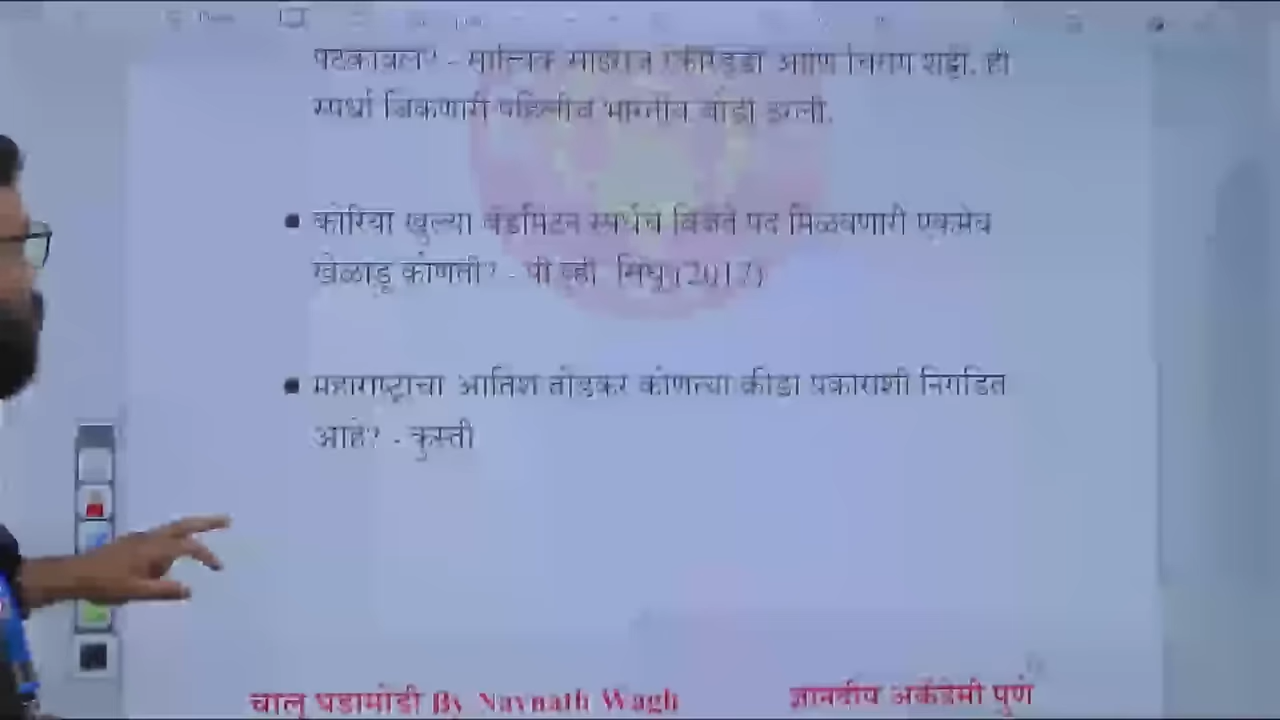 पटकावले? - सात्विक साईराज रंकीरेड्डी आणि चिराग शेट्टी. ही
स्पर्धा जिंकणारी पहिलीच भारतीय जोडी ठरली.
• कोरिया खुल्या बॅडमिंटन स्पर्धेचे विजेते पद मिळवणारी एकमेव
खेळाडू कोणती? - पी.व्ही. सिंधू (2017)
• महाराष्ट्राचा आतिश तोडकर कोणत्या क्रीडा प्रकाराशी निगडित
आहे? - कुस्ती
चालू घडामोडी By Navnath Wagh
ज्ञानदीप अकॅडेमी पुणे